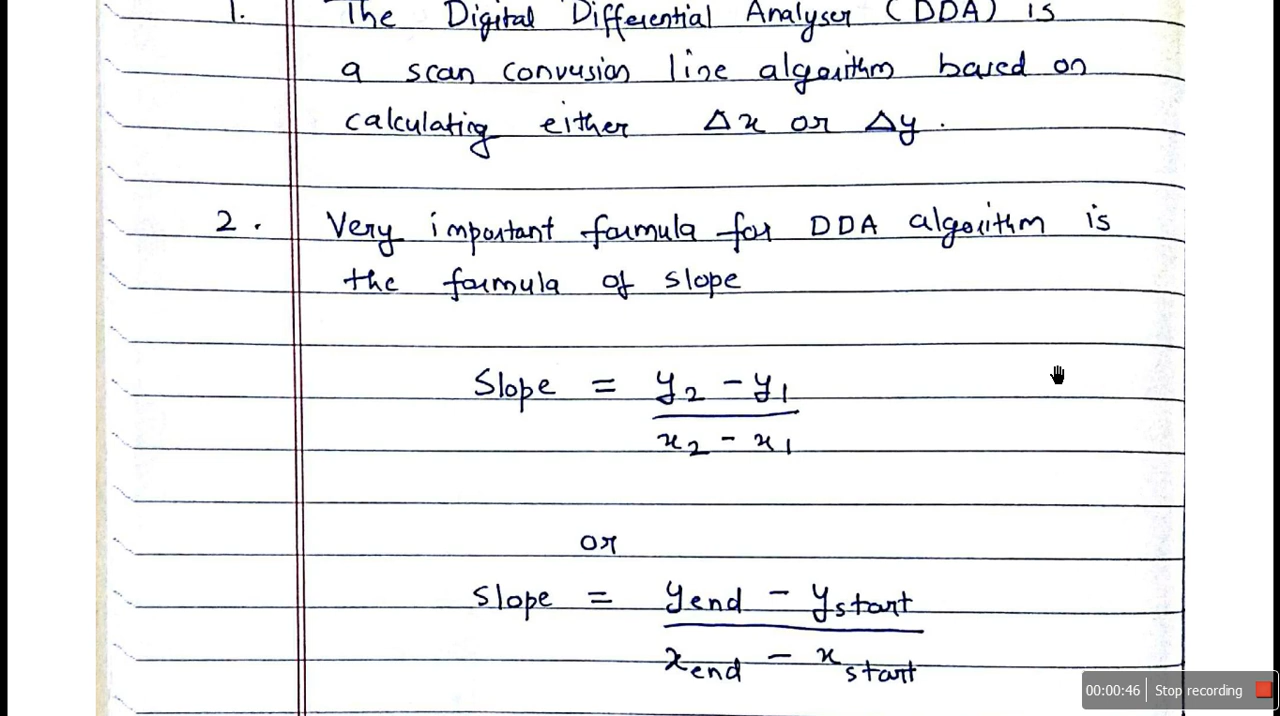 1. The Digital Differential Analyser (DDA) is
a scan conversion line algorithm based on
calculating either Δx or Δy.
2. Very important formula for DDA algorithm is
the formula of slope
Slope = y2 - y1
x2 - x1
or
Slope = yend - ystart
xend - xstart
00:00:46 Stop recording